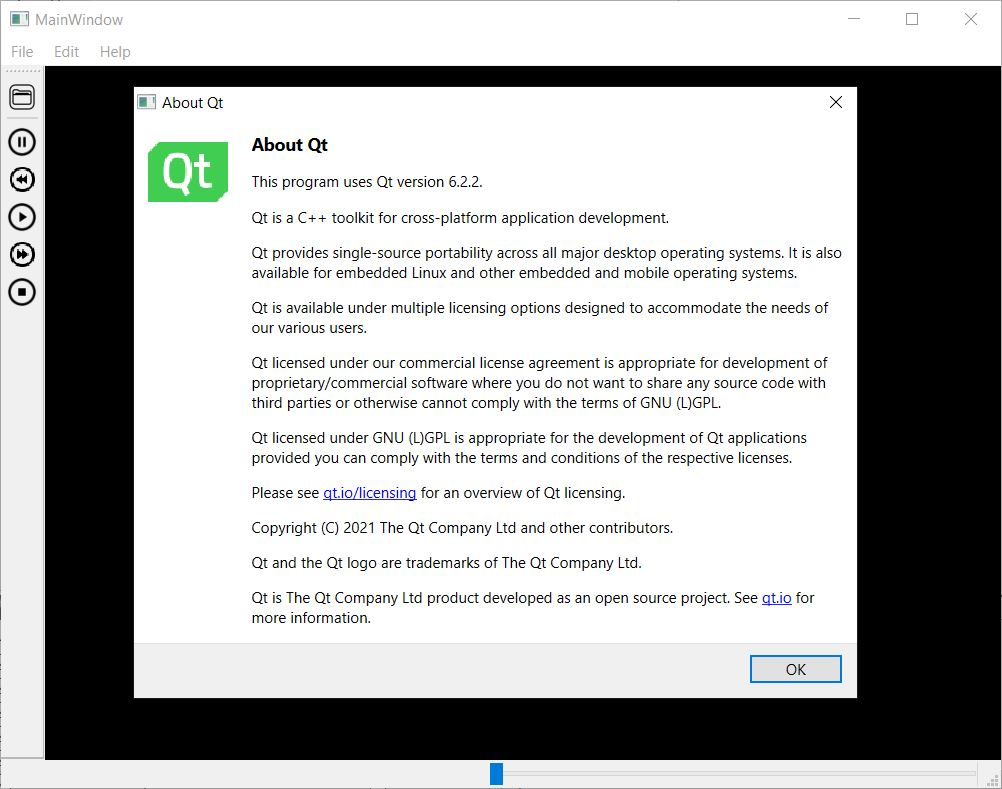 MainWindow
File Edit Help
About Qt
Qt
About Qt
This program uses Qt version 6.2.2.
Qt is a C++ toolkit for cross-platform application development.
Qt provides single-source portability across all major desktop operating systems. It is also
available for embedded Linux and other embedded and mobile operating systems.
Qt is available under multiple licensing options designed to accommodate the needs of
our various users.
Qt licensed under our commercial license agreement is appropriate for development of
proprietary/commercial software where you do not want to share any source code with
third parties or otherwise cannot comply with the terms of GNU (L)GPL.
Qt licensed under GNU (L)GPL is appropriate for the development of Qt applications
provided you can comply with the terms and conditions of the respective licenses.
Please see qt.io/licensing for an overview of Qt licensing.
Copyright (C) 2021 The Qt Company Ltd and other contributors.
Qt and the Qt logo are trademarks of The Qt Company Ltd.
Qt is The Qt Company Ltd product developed as an open source project. See qt.io for
more information.
OK